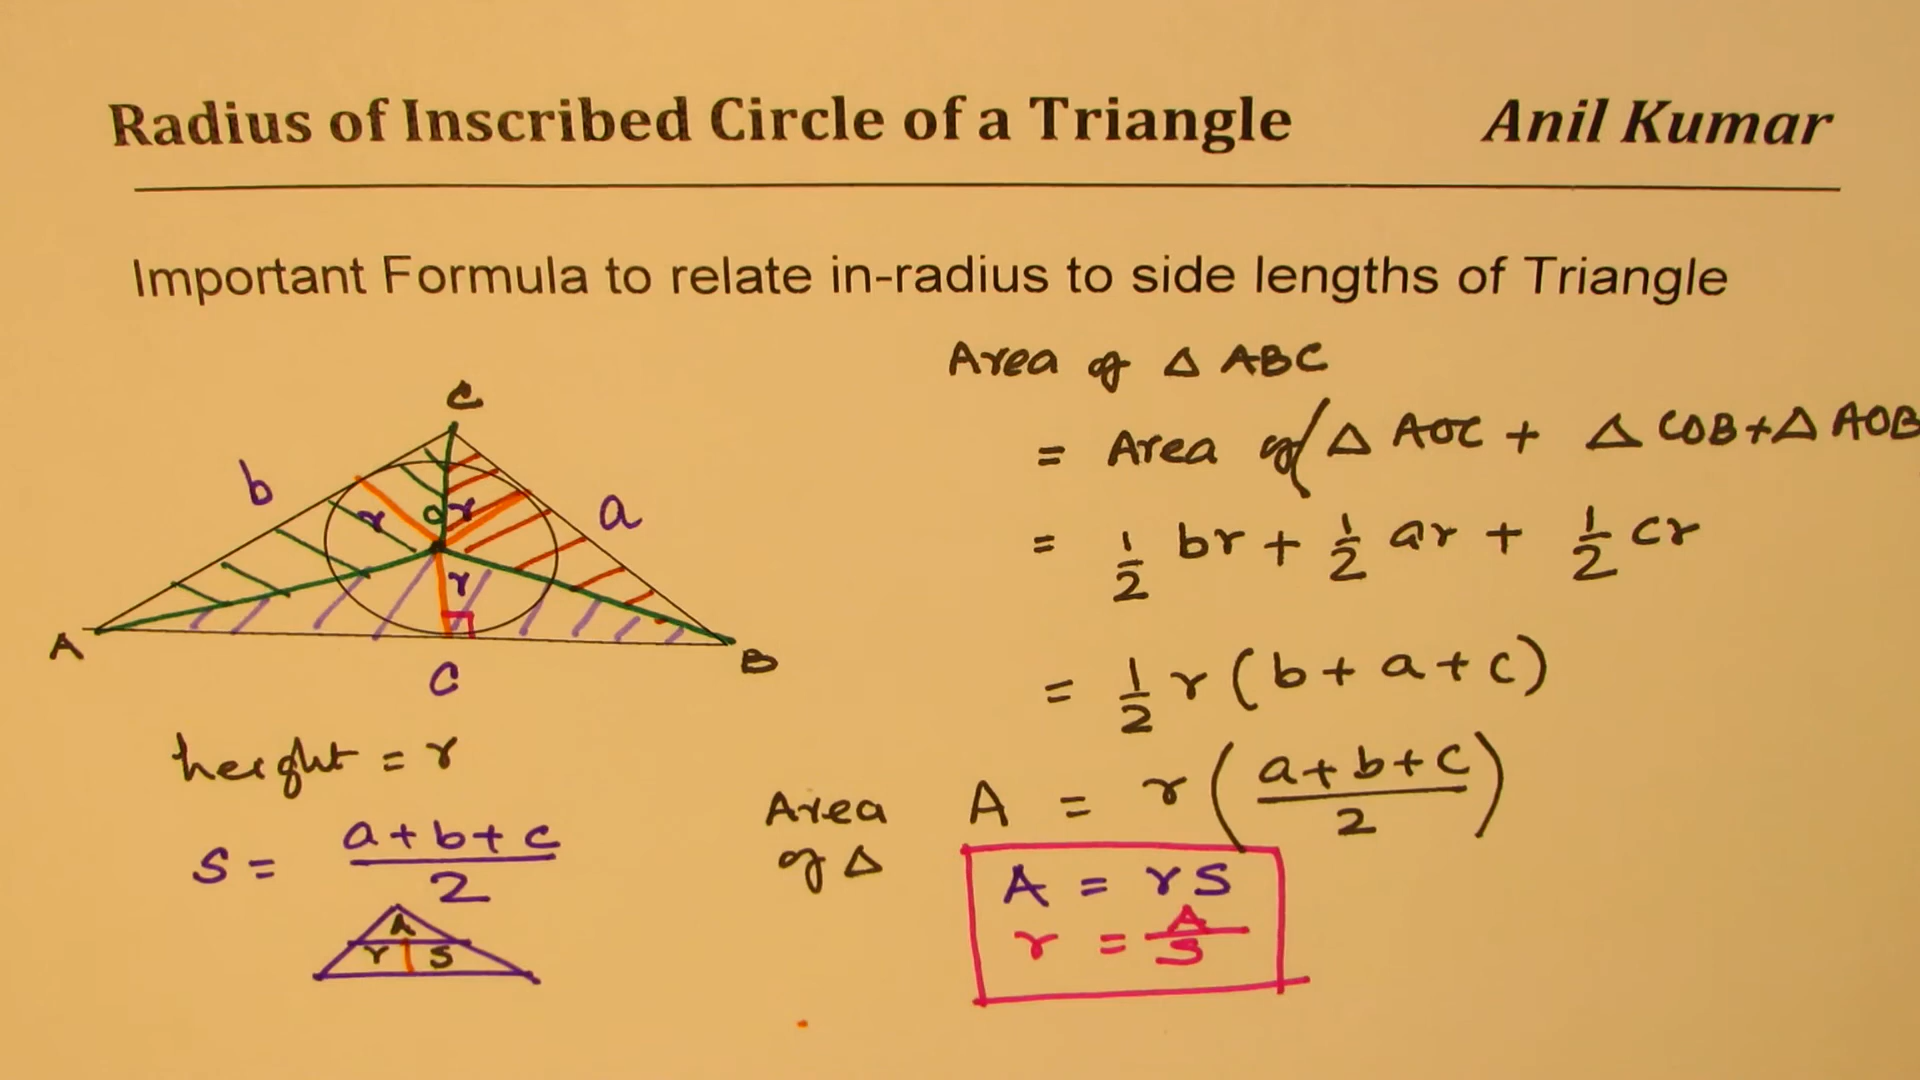 Radius of Inscribed Circle of a Triangle Anil Kumar
Important Formula to relate in-radius to side lengths of Triangle
C
b
a
r
O
r
r
A
B
c
height = r
S = a+b+c / 2
A
r S
Area of Δ ABC
= Area of Δ AOC + Δ COB + Δ AOB
= 1/2 br + 1/2 ar + 1/2 cr
= 1/2 r (b + a + c)
Area of Δ A = r (a+b+c / 2)
A = rS
r = A/S